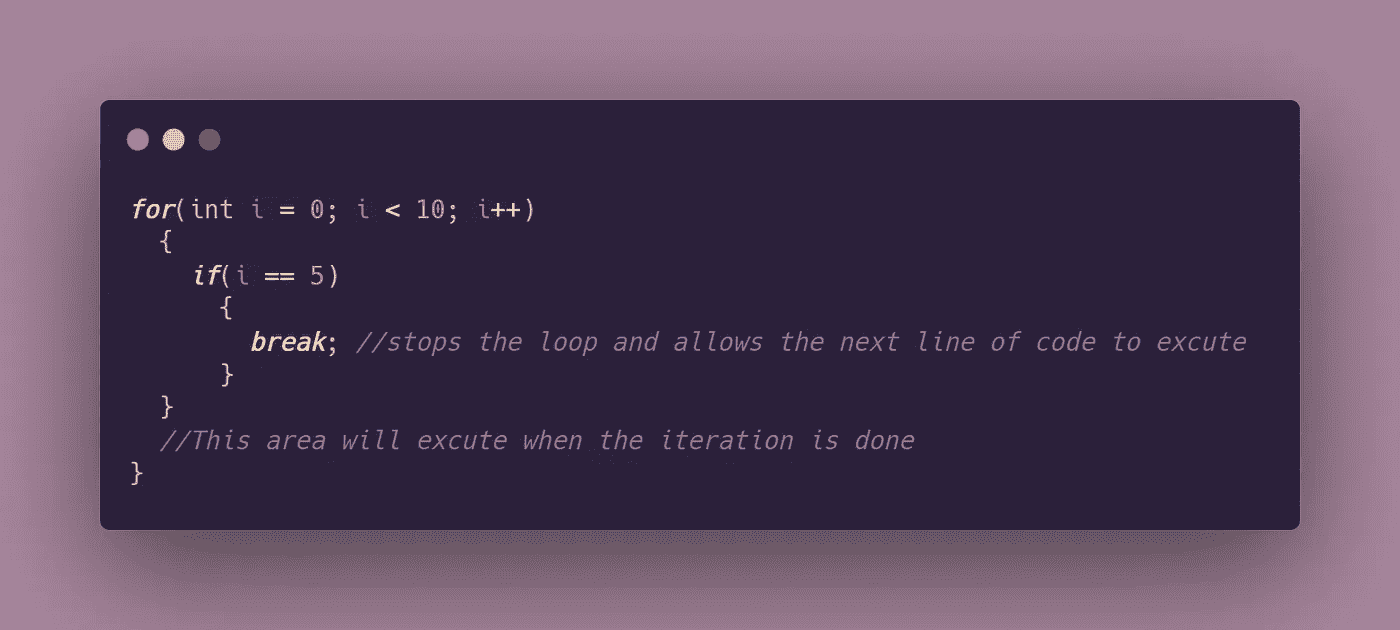 for(int i = 0; i < 10; i++)
  {
    if(i == 5)
      {
        break; //stops the loop and allows the next line of code to excute
      }
  }
  //This area will excute when the iteration is done
}